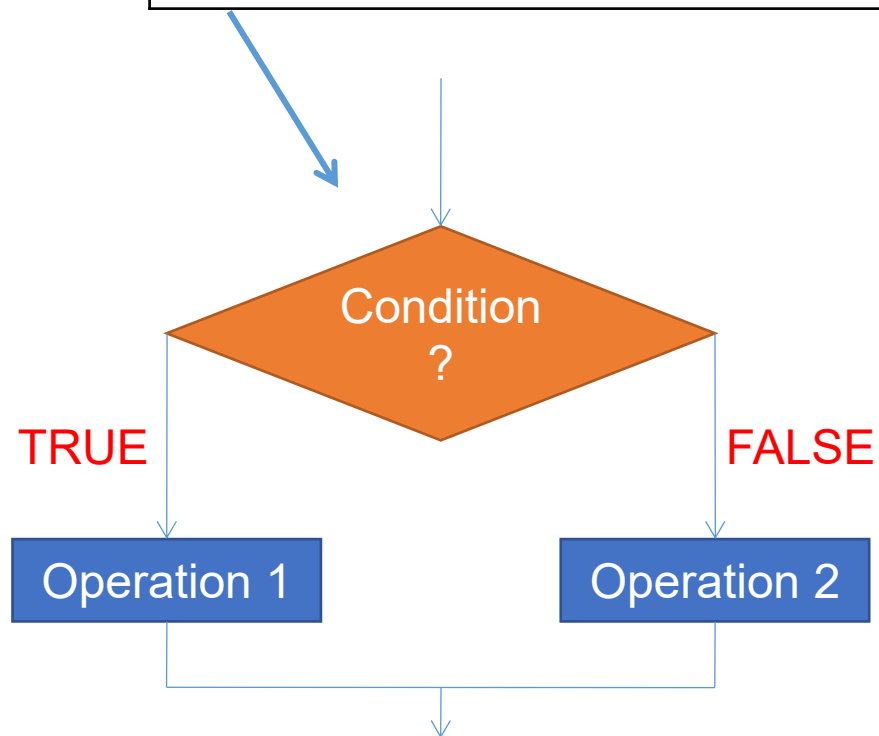 Condition
?
TRUE
FALSE
Operation 1
Operation 2